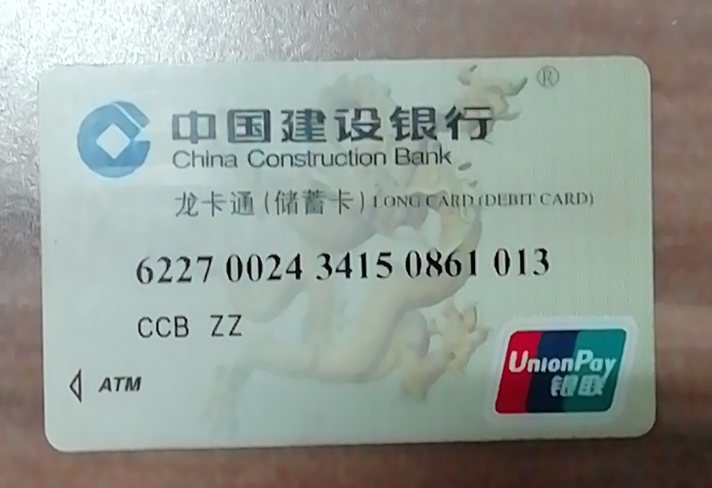 ®
中国建设银行
China Construction Bank
龙卡通(储蓄卡) LONG CARD (DEBIT CARD)
6227 0024 3415 0861 013
CCB ZZ
ATM
UnionPay
银联